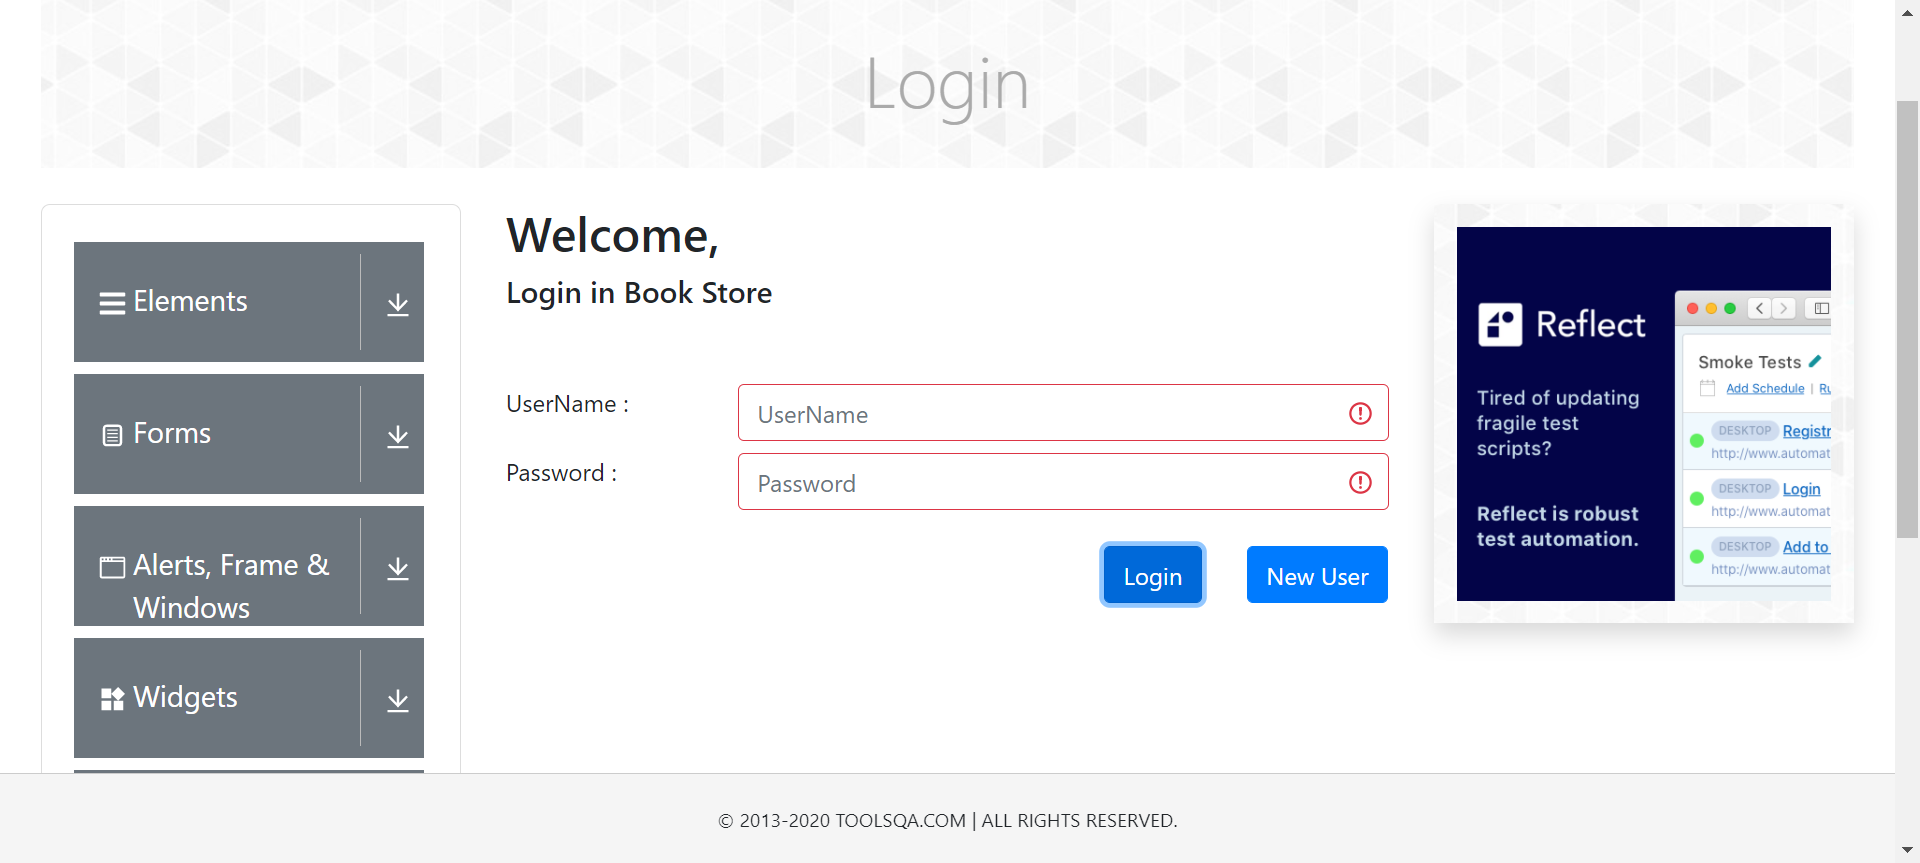 Login
Elements
Forms
Alerts, Frame &
Windows
Widgets
Welcome,
Login in Book Store
UserName :
UserName
Password :
Password
Login
New User
Reflect
Tired of updating
fragile test
scripts?
Reflect is robust
test automation.
Smoke Tests
Add Schedule | Ru
DESKTOP Registr
http://www.automat
DESKTOP Login
http://www.automat
DESKTOP Add to
http://www.automat
© 2013-2020 TOOLSQA.COM | ALL RIGHTS RESERVED.